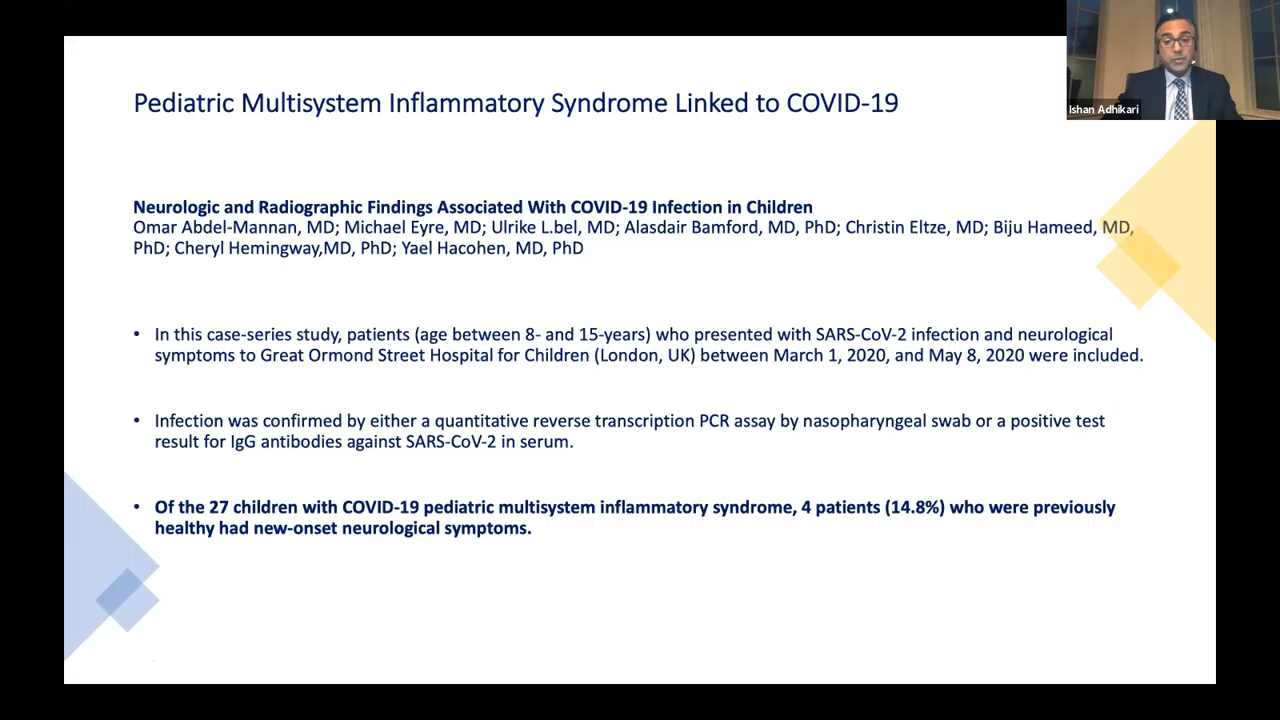 Pediatric Multisystem Inflammatory Syndrome Linked to COVID-19
Ishan Adhikari
Neurologic and Radiographic Findings Associated With COVID-19 Infection in Children
Omar Abdel-Mannan, MD; Michael Eyre, MD; Ulrike L.bel, MD; Alasdair Bamford, MD, PhD; Christin Eltze, MD; Biju Hameed, MD,
PhD; Cheryl Hemingway,MD, PhD; Yael Hacohen, MD, PhD
• In this case-series study, patients (age between 8- and 15-years) who presented with SARS-CoV-2 infection and neurological
symptoms to Great Ormond Street Hospital for Children (London, UK) between March 1, 2020, and May 8, 2020 were included.
• Infection was confirmed by either a quantitative reverse transcription PCR assay by nasopharyngeal swab or a positive test
result for IgG antibodies against SARS-CoV-2 in serum.
• Of the 27 children with COVID-19 pediatric multisystem inflammatory syndrome, 4 patients (14.8%) who were previously
healthy had new-onset neurological symptoms.